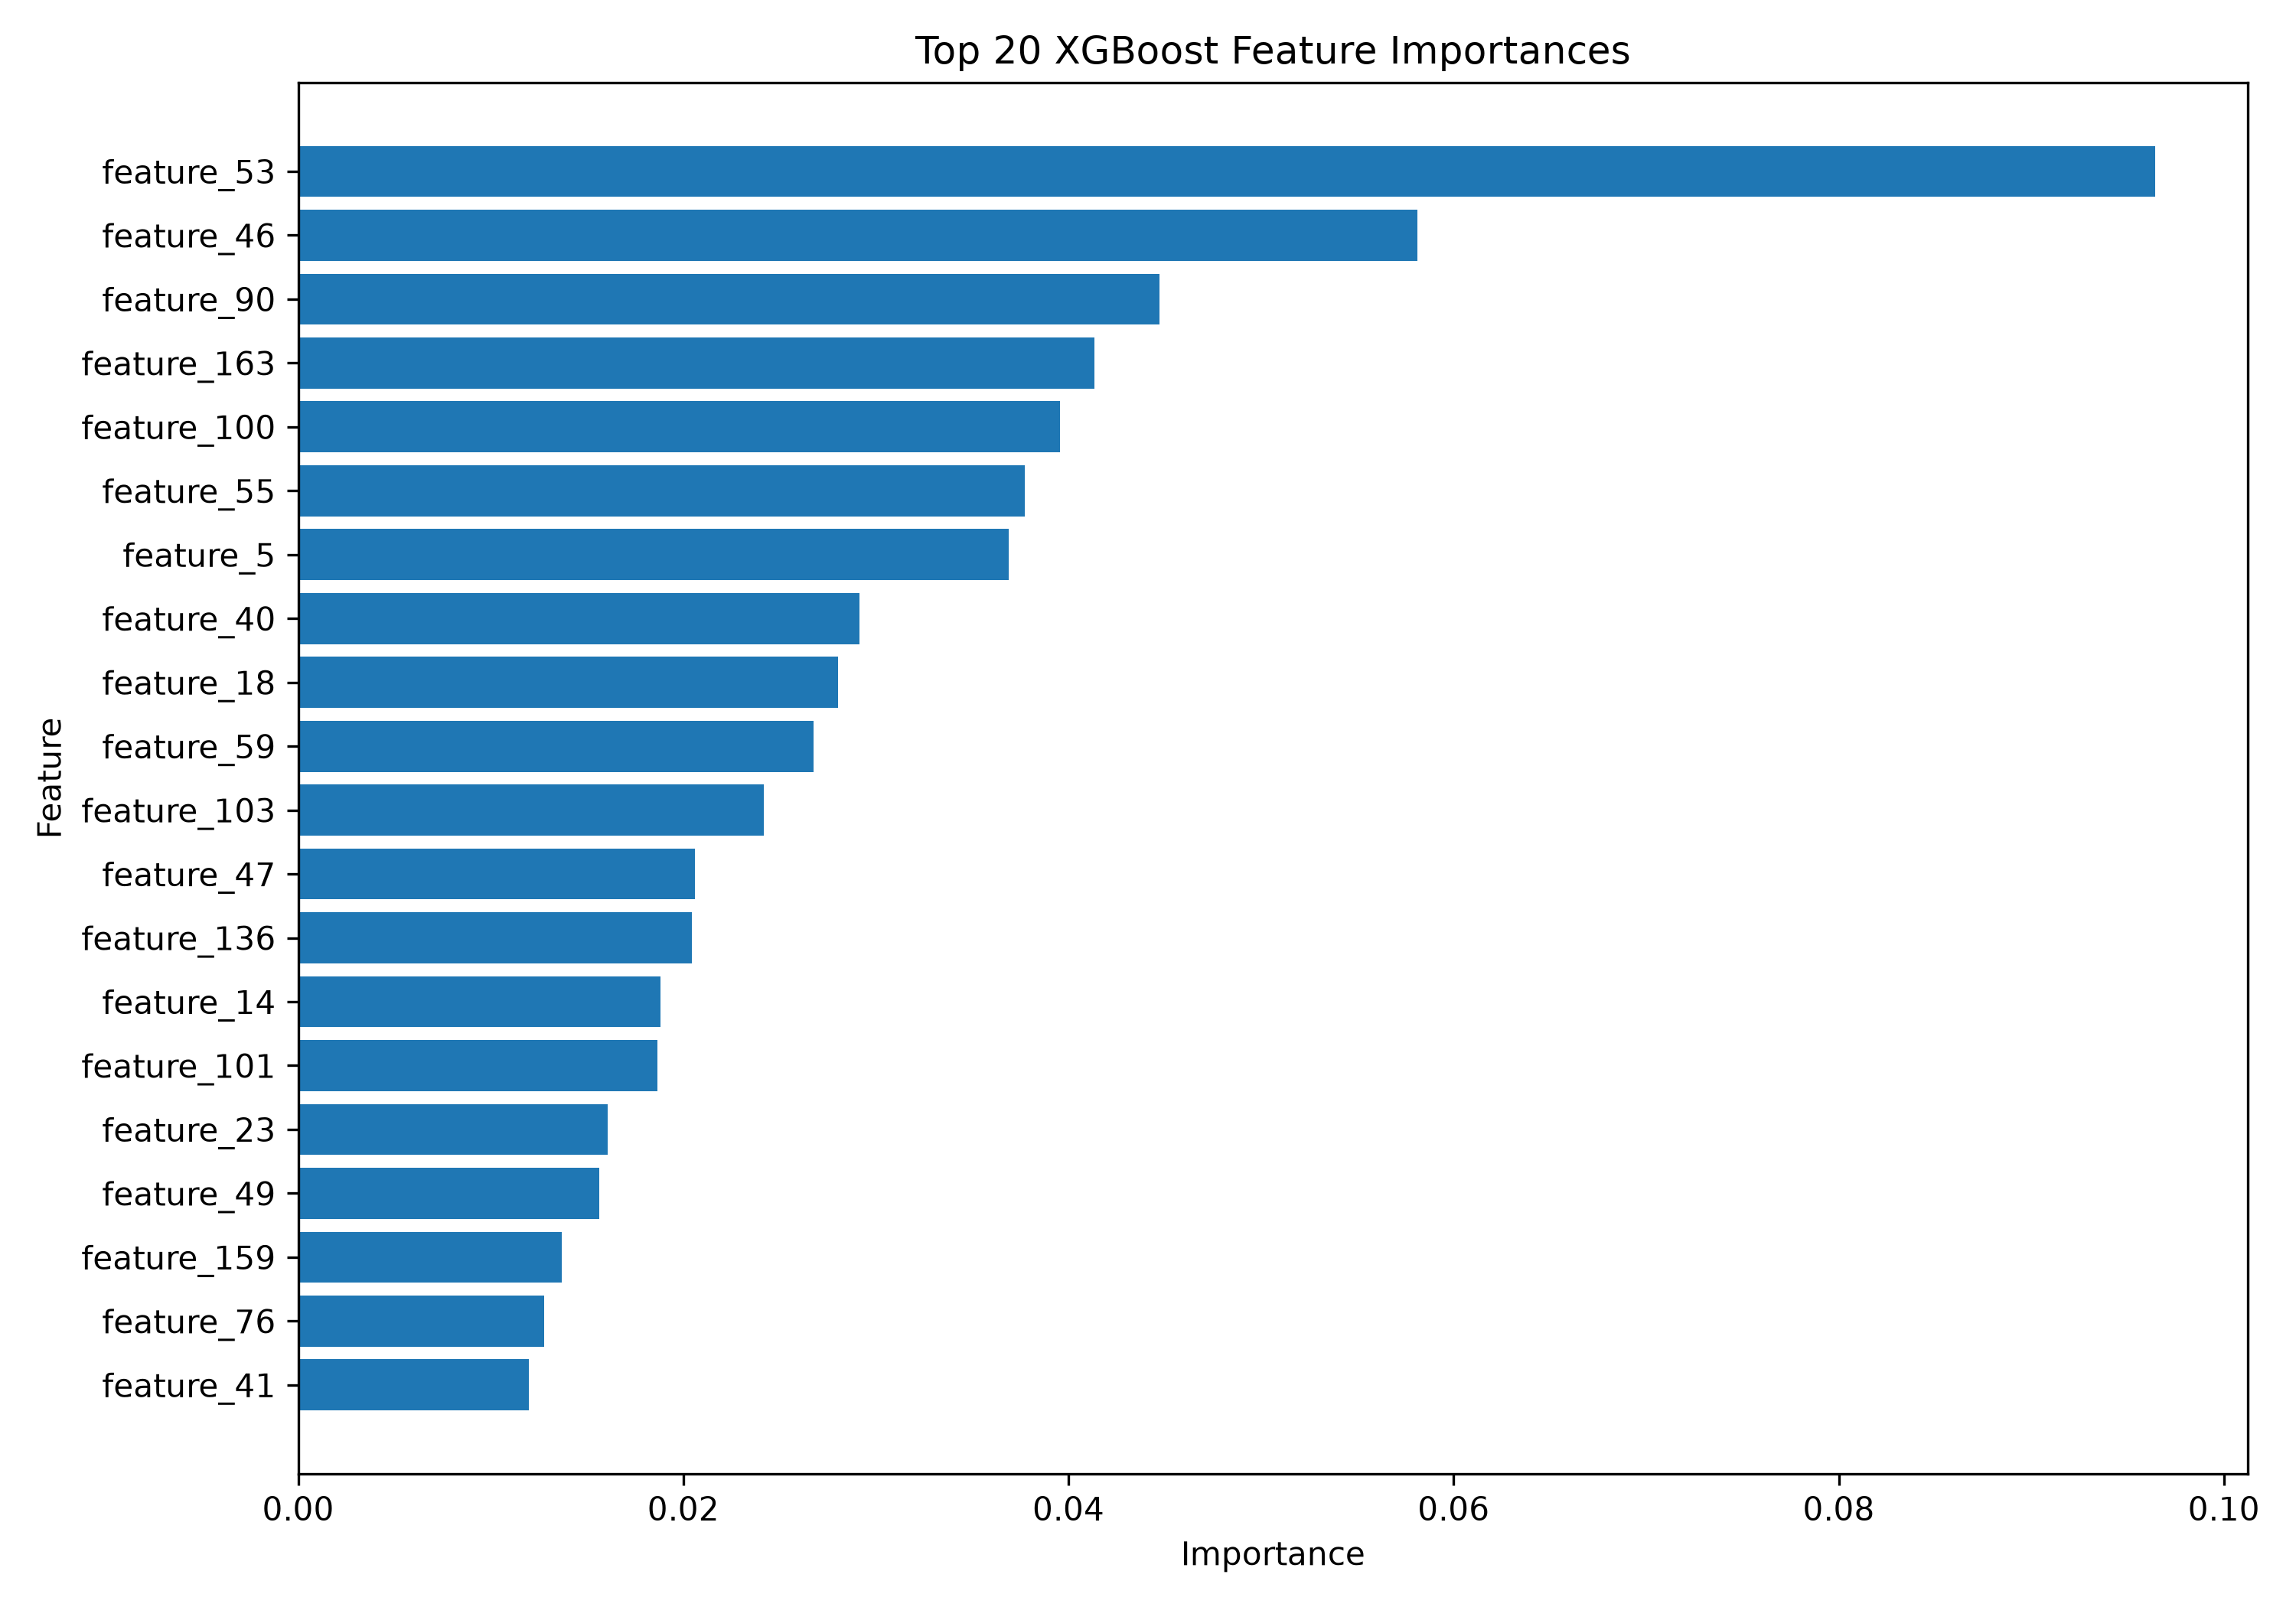 Top 20 XGBoost Feature Importances
feature_53
feature_46
feature_90
feature_163
feature_100
feature_55
feature_5
feature_40
feature_18
feature_59
feature_103
feature_47
feature_136
feature_14
feature_101
feature_23
feature_49
feature_159
feature_76
feature_41
Feature
0.00 0.02 0.04 0.06 0.08 0.10
Importance